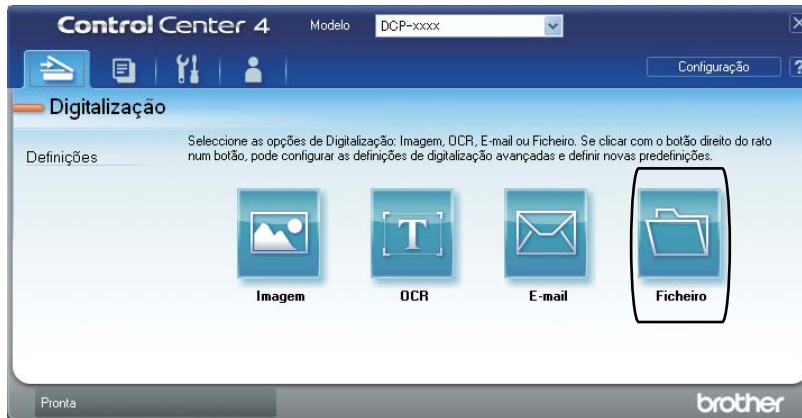 Control Center 4 Modelo DCP-xxxx
Configuração ?
Digitalização
Definições
Seleccione as opções de Digitalização: Imagem, OCR, E-mail ou Ficheiro. Se clicar com o botão direito do rato
num botão, pode configurar as definições de digitalização avançadas e definir novas predefinições.
T
Imagem OCR E-mail Ficheiro
Pronta brother